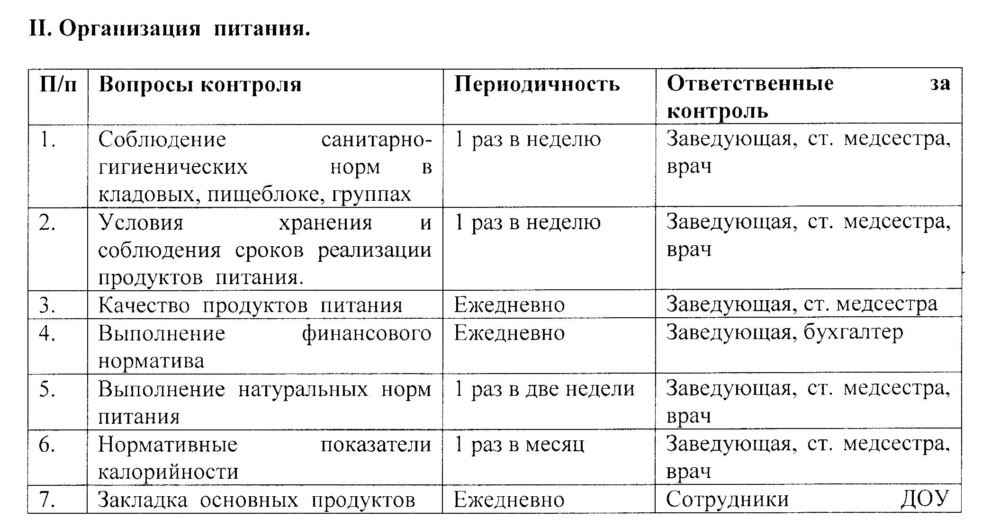 II. Организация питания.
П/п Вопросы контроля Периодичность Ответственные за
контроль
1. Соблюдение санитарно- 1 раз в неделю Заведующая, ст. медсестра,
гигиенических норм в врач
кладовых, пищеблоке, группах
2. Условия хранения и 1 раз в неделю Заведующая, ст. медсестра,
соблюдения сроков реализации врач
продуктов питания.
3. Качество продуктов питания Ежедневно Заведующая, ст. медсестра
4. Выполнение финансового Ежедневно Заведующая, бухгалтер
норматива
5. Выполнение натуральных норм 1 раз в две недели Заведующая, ст. медсестра,
питания врач
6. Нормативные показатели 1 раз в месяц Заведующая, ст. медсестра,
калорийности врач
7. Закладка основных продуктов Ежедневно Сотрудники ДОУ